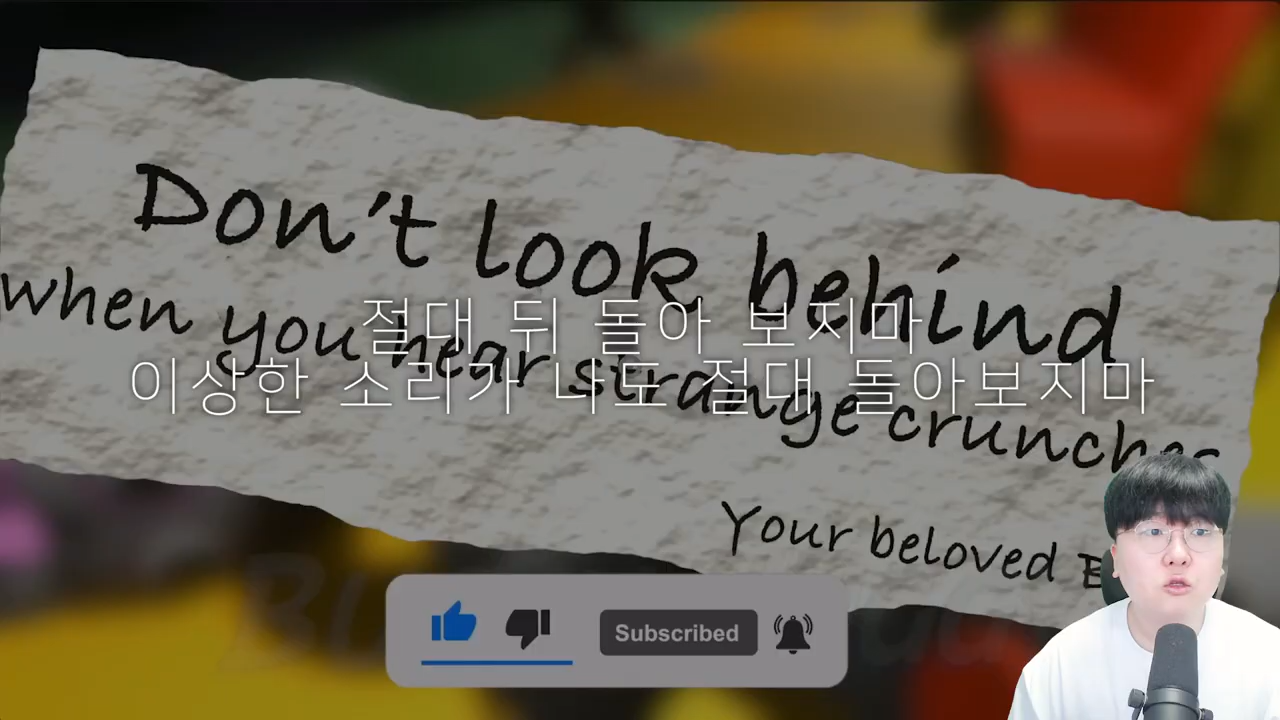 Don't look behind
when you hear strange crunches
절대 뒤 돌아 보지마
이상한 소리가 나도 절대 돌아보지마
Your beloved
Subscribed